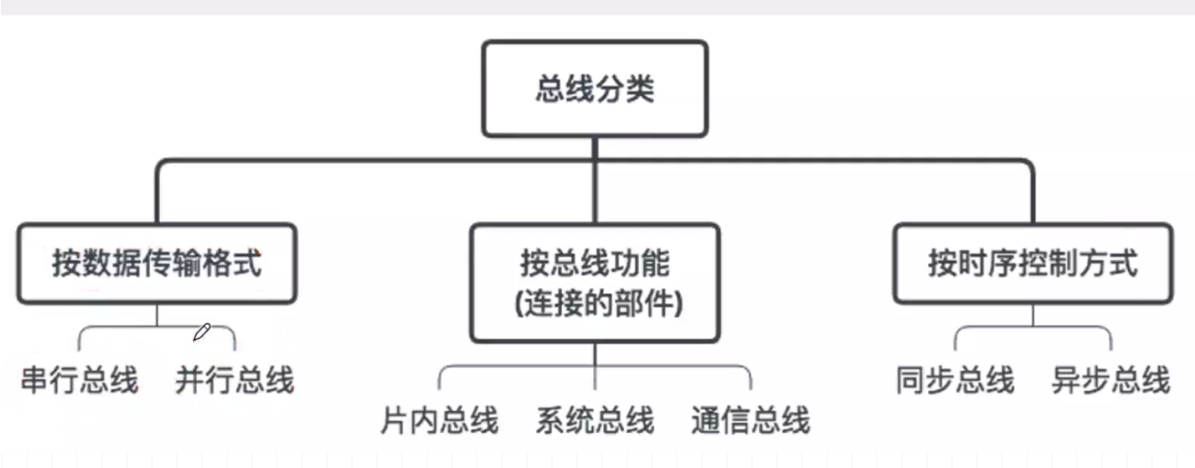 总线分类
按数据传输格式
按总线功能
(连接的部件)
按时序控制方式
串行总线
并行总线
片内总线
系统总线
通信总线
同步总线
异步总线